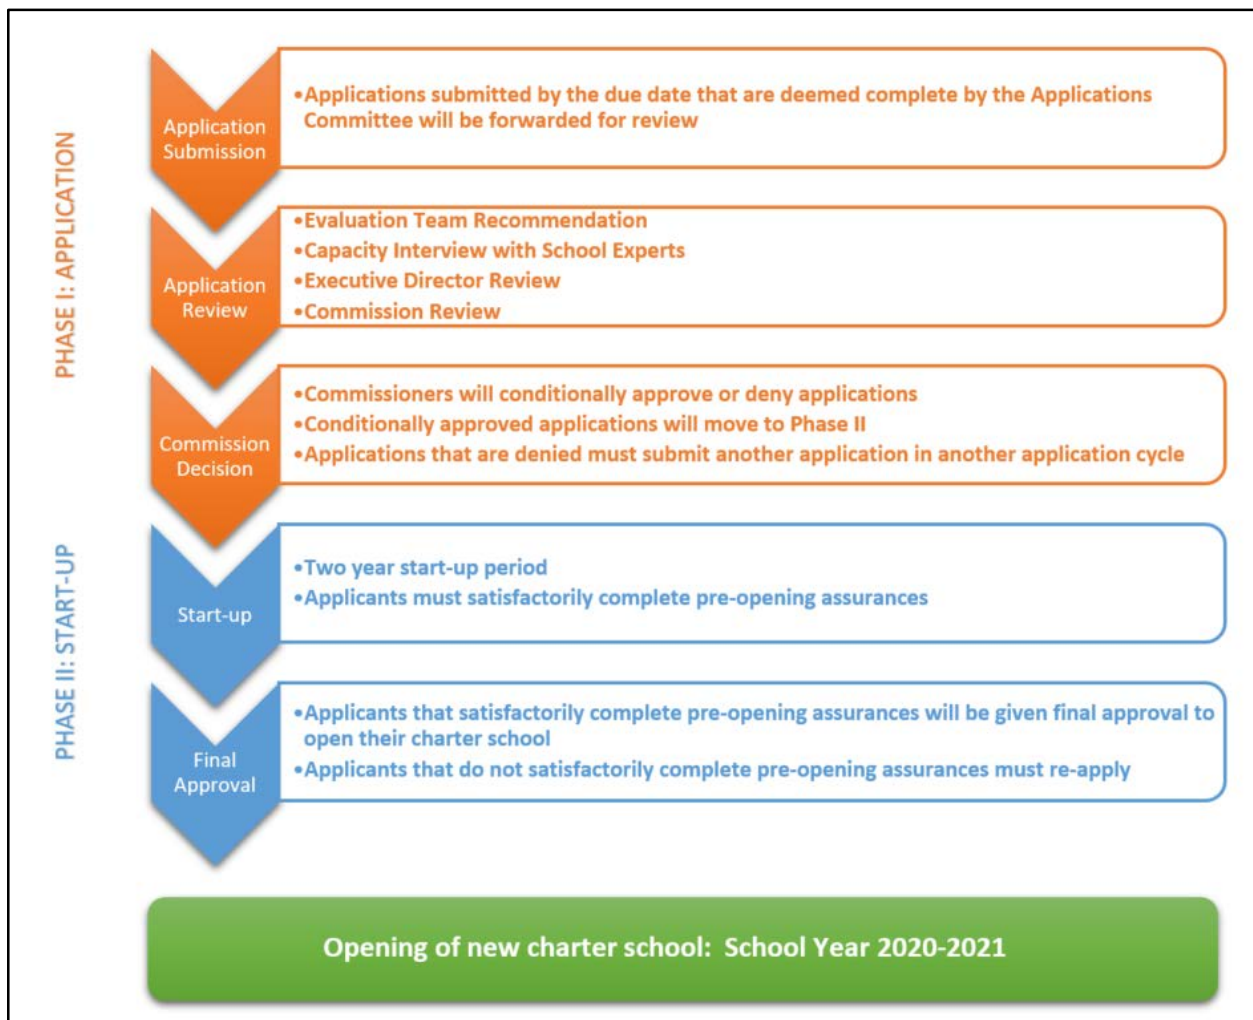 PHASE I: APPLICATION
Application
Submission
•Applications submitted by the due date that are deemed complete by the Applications
Committee will be forwarded for review
Application
Review
•Evaluation Team Recommendation
•Capacity Interview with School Experts
•Executive Director Review
•Commission Review
Commission
Decision
•Commissioners will conditionally approve or deny applications
•Conditionally approved applications will move to Phase II
•Applications that are denied must submit another application in another application cycle
PHASE II: START-UP
Start-up
•Two year start-up period
•Applicants must satisfactorily complete pre-opening assurances
Final
Approval
•Applicants that satisfactorily complete pre-opening assurances will be given final approval to
open their charter school
•Applicants that do not satisfactorily complete pre-opening assurances must re-apply
Opening of new charter school: School Year 2020-2021